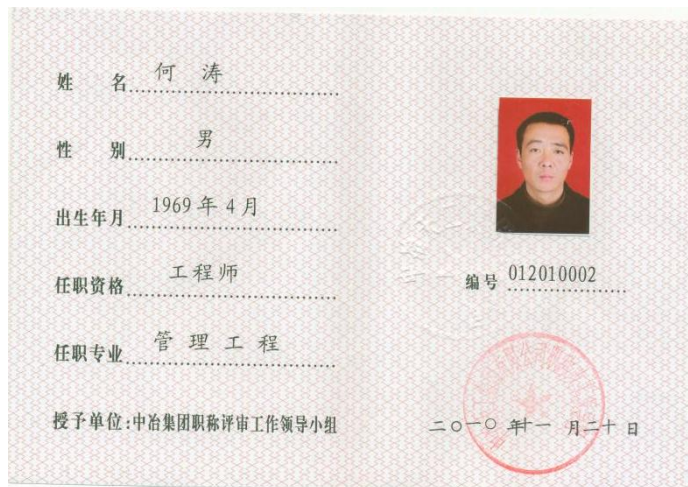 姓名 何涛
性别 男
出生年月 1969年4月
任职资格 工程师
任职专业 管理工程
授予单位:中冶集团职称评审工作领导小组
编号 012010002
二○一○年十一月二十日